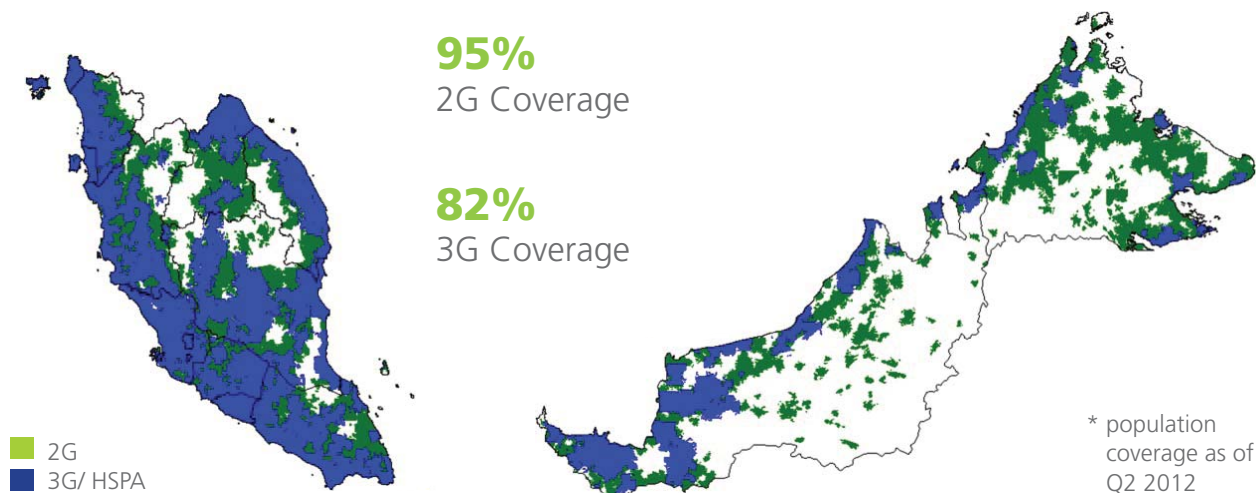 95%
2G Coverage
82%
3G Coverage
2G
3G/ HSPA
* population
coverage as of
Q2 2012